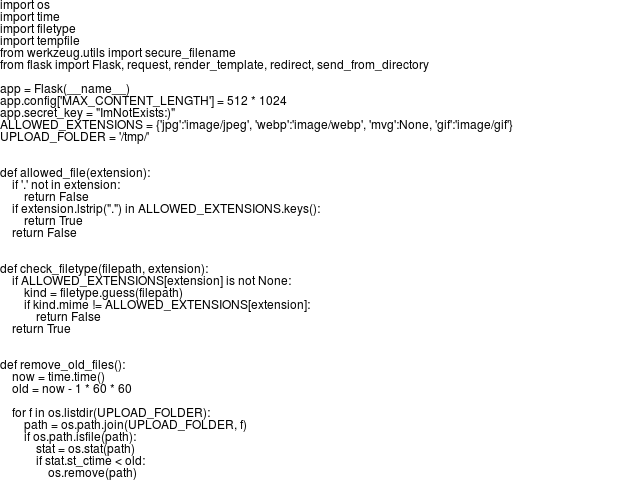 import os
import time
import filetype
import tempfile
from werkzeug.utils import secure_filename
from flask import Flask, request, render_template, redirect, send_from_directory
app = Flask(__name__)
app.config['MAX_CONTENT_LENGTH'] = 512 * 1024
app.secret_key = "ImNotExists:)"
ALLOWED_EXTENSIONS = {'jpg':'image/jpeg', 'webp':'image/webp', 'mvg':None, 'gif':'image/gif'}
UPLOAD_FOLDER = '/tmp/'
def allowed_file(extension):
    if '.' not in extension:
        return False
    if extension.lstrip(".") in ALLOWED_EXTENSIONS.keys():
        return True
    return False
def check_filetype(filepath, extension):
    if ALLOWED_EXTENSIONS[extension] is not None:
        kind = filetype.guess(filepath)
        if kind.mime != ALLOWED_EXTENSIONS[extension]:
            return False
    return True
def remove_old_files():
    now = time.time()
    old = now - 1 * 60 * 60
    for f in os.listdir(UPLOAD_FOLDER):
        path = os.path.join(UPLOAD_FOLDER, f)
        if os.path.isfile(path):
            stat = os.stat(path)
            if stat.st_ctime < old:
                os.remove(path)